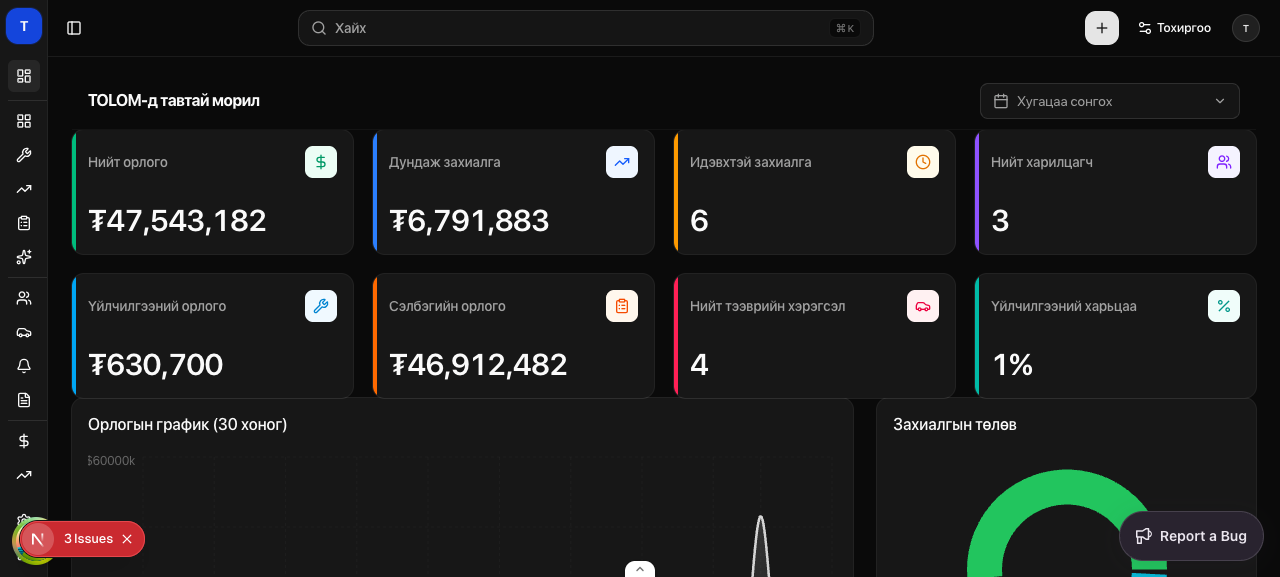 T
Хайх
⌘K
Тохиргоо
T
TOLOM-д тавтай морил
Хугацаа сонгох
Нийт орлого
Дундаж захиалга
Идэвхтэй захиалга
Нийт харилцагч
₮47,543,182
₮6,791,883
6
3
Үйлчилгээний орлого
Сэлбэгийн орлого
Нийт тээврийн хэрэгсэл
Үйлчилгээний харьцаа
₮630,700
₮46,912,482
4
1%
Орлогын график (30 хоног)
Захиалгын төлөв
$60000k
N
3 Issues
Report a Bug